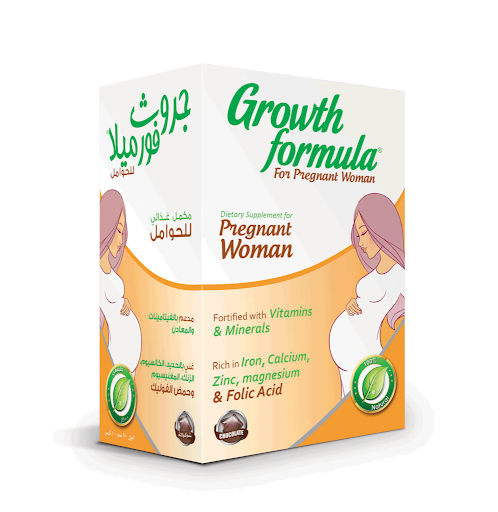 جروث
فورميلا
للحوامل
مكمل غذائي
للحوامل
مدعم بالفيتامينات
والمعادن
غني بالحديد، الكالسيوم،
الزنك، المغنيسيوم
وحمض الفوليك
Growth
formula®
For Pregnant Woman
Dietary Supplement for
Pregnant
Woman
Fortified with Vitamins
& Minerals
Rich in Iron, Calcium,
Zinc, magnesium
& Folic Acid
CHOCOLATE
100%
Natural